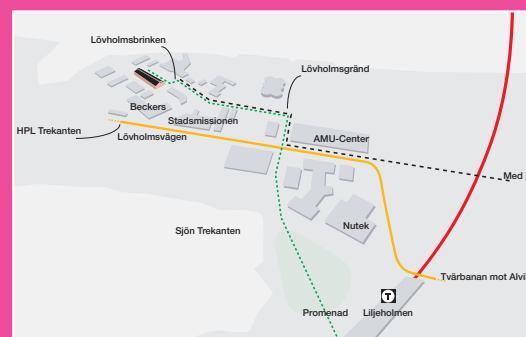 Lövholmsbrinken
Lövholmsgränd
Beckers
Stadsmissionen
HPL Trekanten
Lövholmsvägen
AMU-Center
Med
Sjön Trekanten
Nutek
Tvärbanan mot Alvi
T
Promenad
Liljeholmen